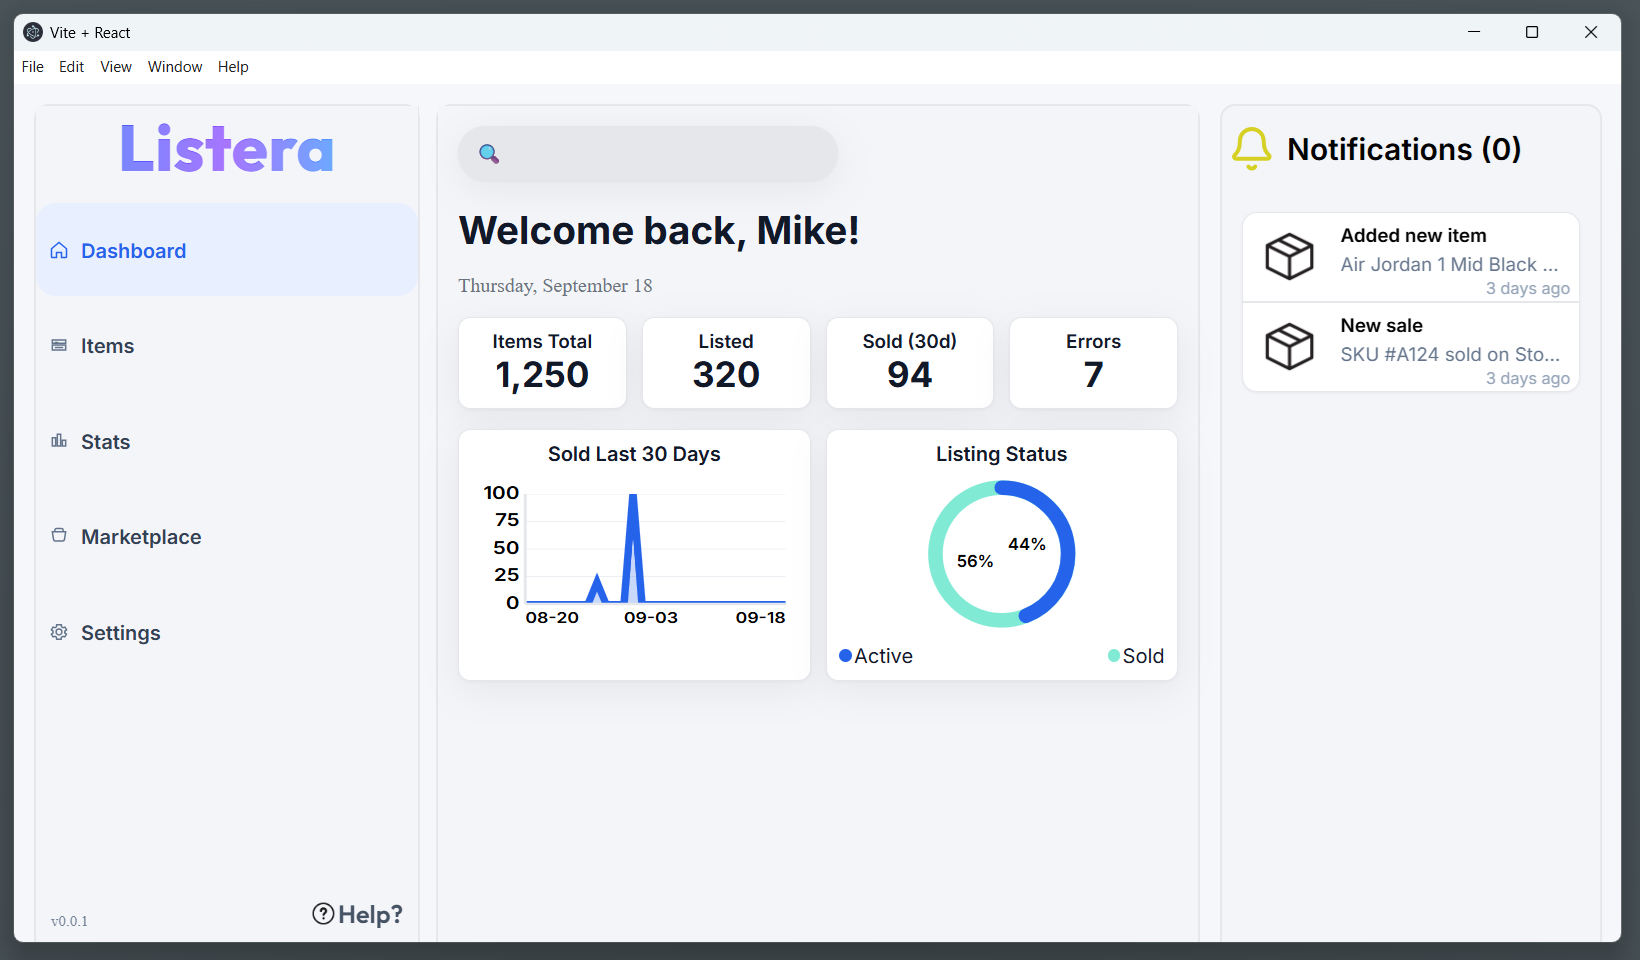 Vite + React
File Edit View Window Help
Listera
Dashboard
Items
Stats
Marketplace
Settings
v0.0.1
Help?
Welcome back, Mike!
Thursday, September 18
Items Total
1,250
Listed
320
Sold (30d)
94
Errors
7
Sold Last 30 Days
100
75
50
25
0
08-20 09-03 09-18
Listing Status
44%
56%
Active
Sold
Notifications (0)
Added new item
Air Jordan 1 Mid Black ...
3 days ago
New sale
SKU #A124 sold on Sto...
3 days ago